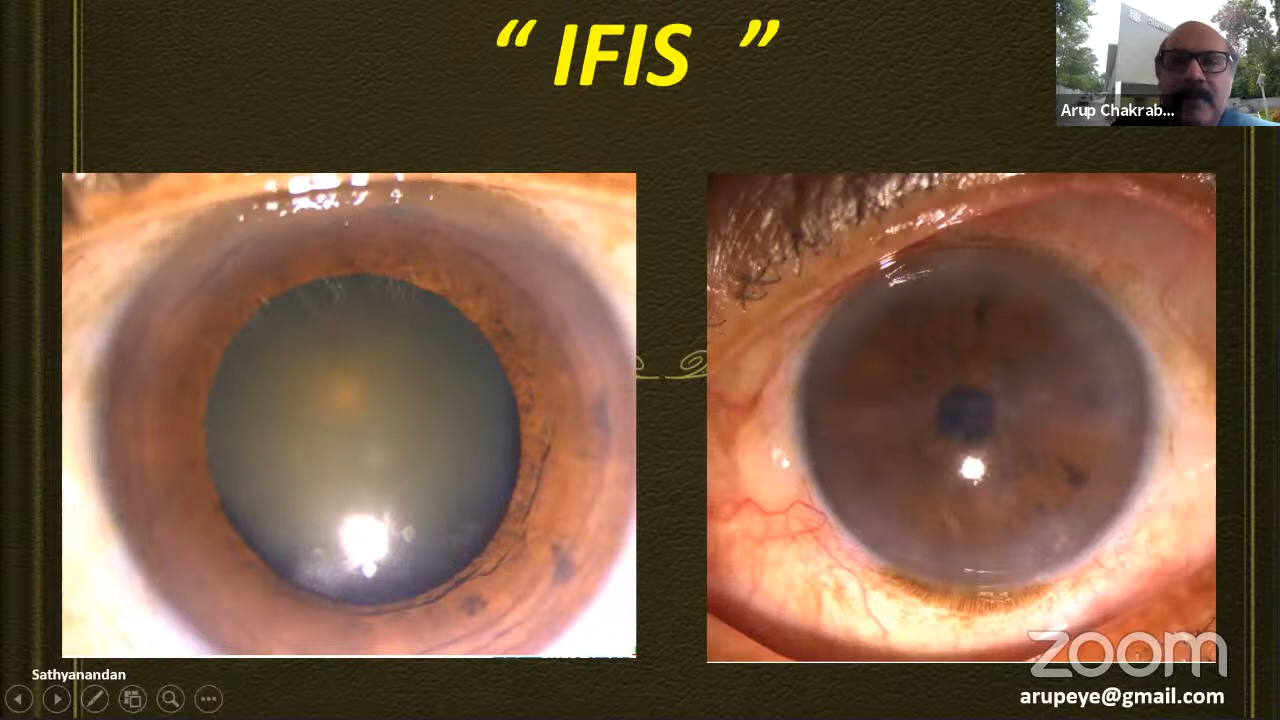 “ IFIS ”
Arup Chakrab...
Sathyanandan
zoom
arupeye@gmail.com